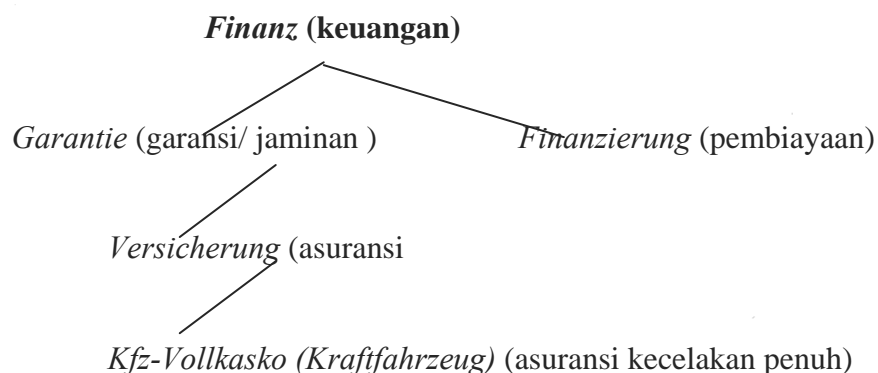 Finanz (keuangan)
Garantie (garansi/ jaminan ) Finanzierung (pembiayaan)
Versicherung (asuransi
Kfz-Vollkasko (Kraftfahrzeug) (asuransi kecelakan penuh)